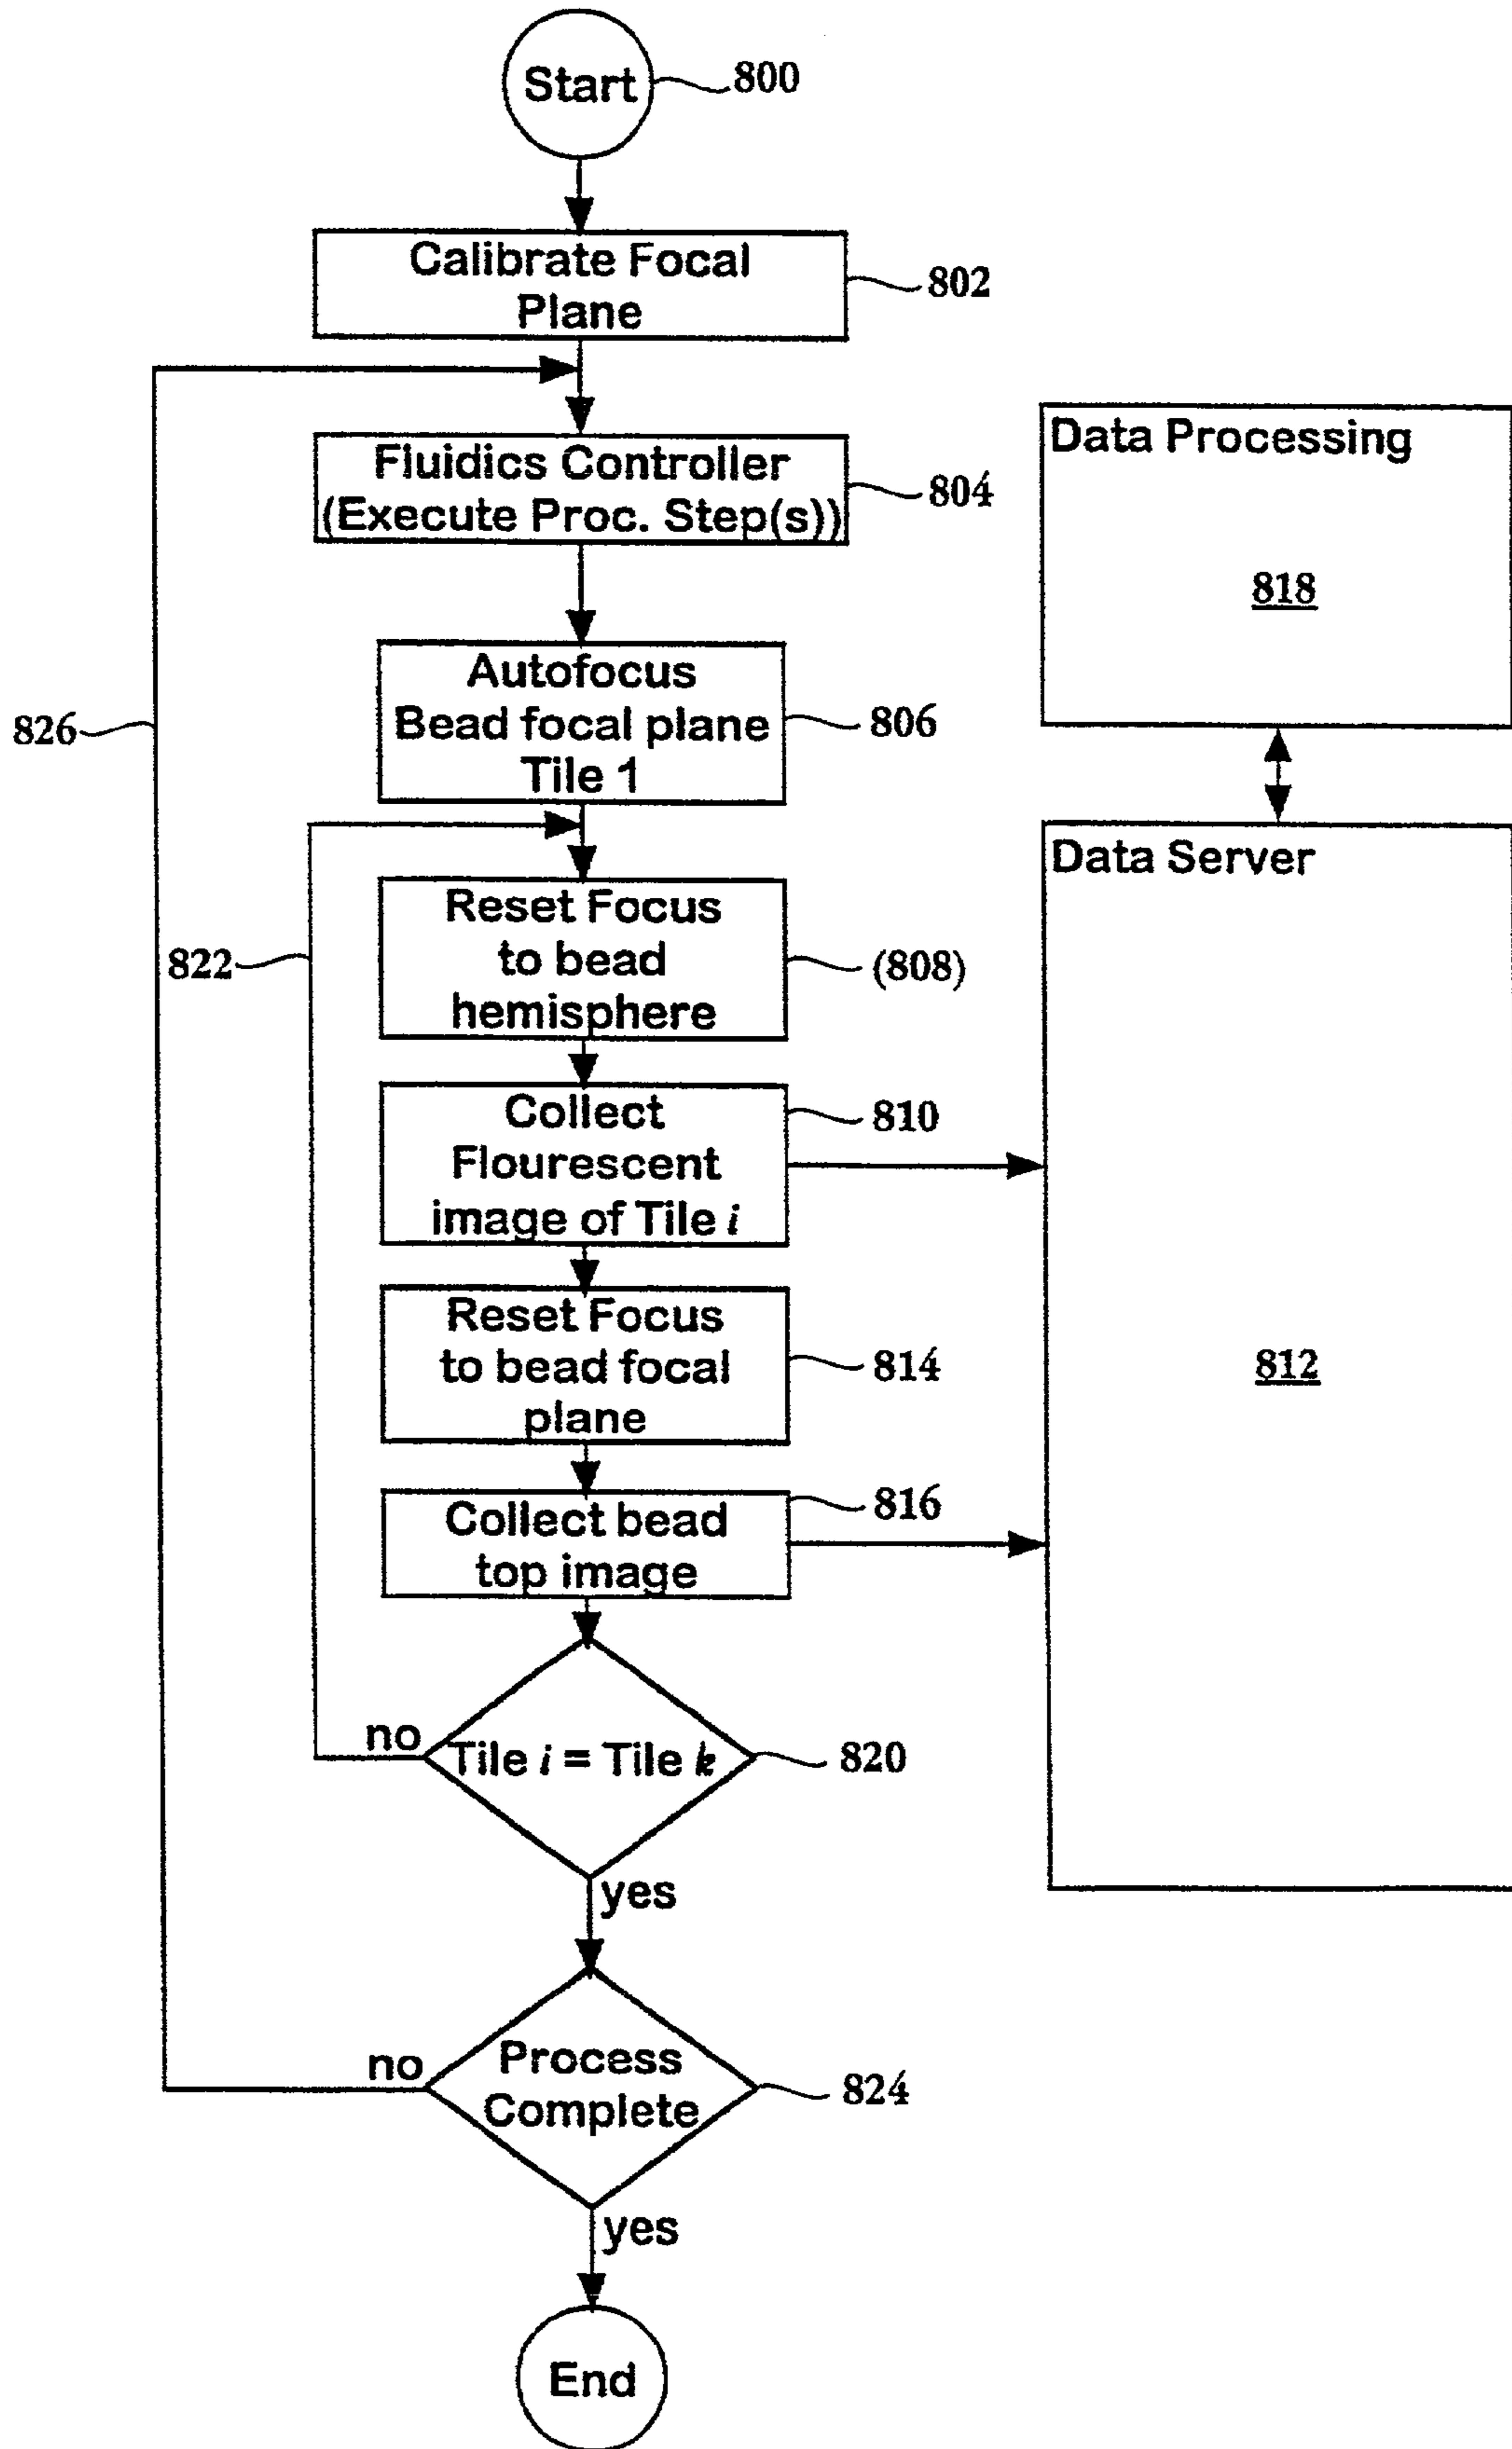 Start
800
Calibrate Focal
Plane
802
Fluidics Controller
(Execute Proc. Step(s))
804
Data Processing
818
Autofocus
Bead focal plane
Tile 1
806
826
Data Server
812
Reset Focus
to bead
hemisphere
(808)
822
Collect
Flourescent
image of Tile i
810
Reset Focus
to bead focal
plane
814
Collect bead
top image
816
no
Tile i = Tile k
820
yes
no
Process
Complete
824
yes
End